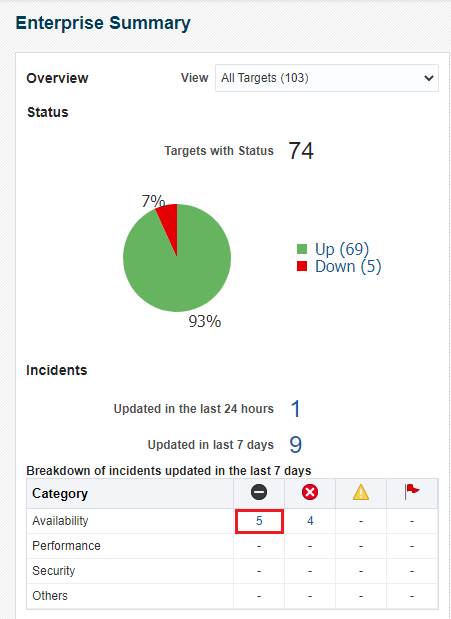 Enterprise Summary
Overview View All Targets (103)
Status
Targets with Status 74
7%
Up (69)
Down (5)
93%
Incidents
Updated in the last 24 hours 1
Updated in last 7 days 9
Breakdown of incidents updated in the last 7 days
Category
Availability 5 4 - -
Performance - - - -
Security - - - -
Others - - - -